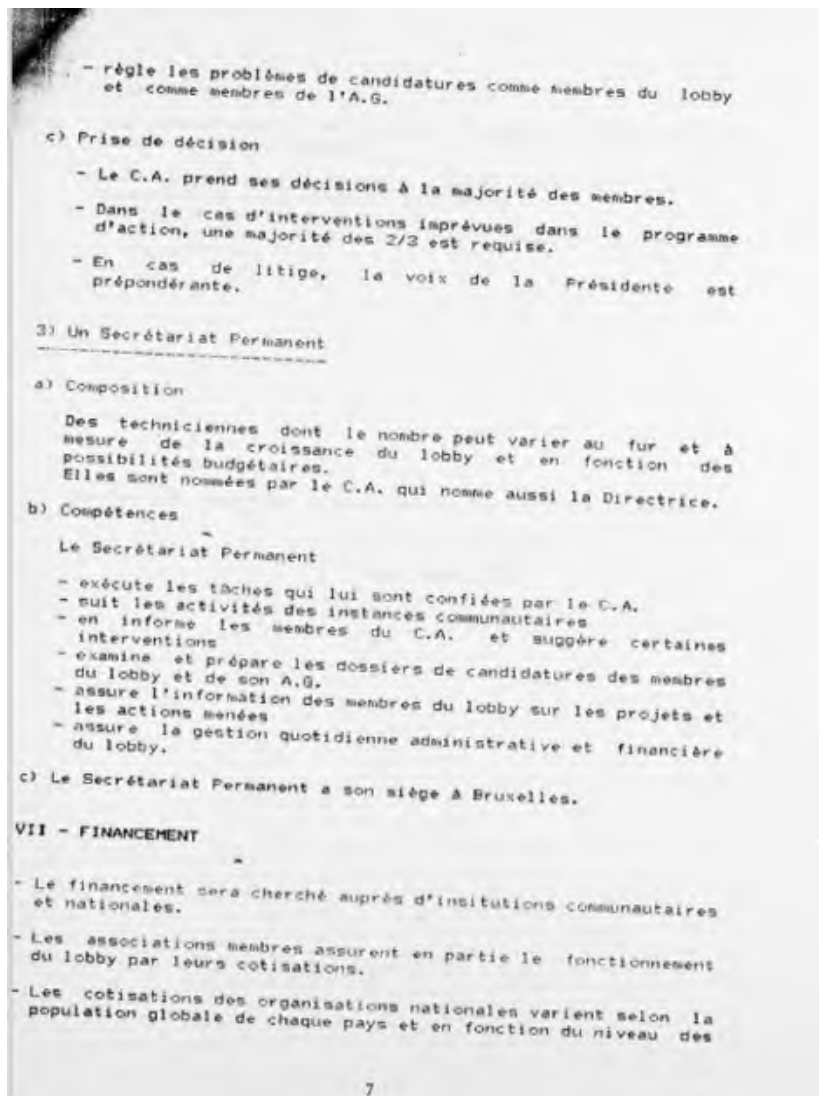 - règle les problèmes de candidatures comme membres du lobby
et comme membres de l'A.G.
c) Prise de décision
- Le C.A. prend ses décisions à la majorité des membres.
- Dans le cas d'interventions imprévues dans le programme
d'action, une majorité des 2/3 est requise.
- En cas de litige, la voix de la Présidente est
prépondérante.
3) Un Secrétariat Permanent
a) Composition
Des techniciennes dont le nombre peut varier au fur et à
mesure de la croissance du lobby et en fonction des
possibilités budgétaires.
Elles sont nommées par le C.A. qui nomme aussi la Directrice.
b) Compétences
Le Secrétariat Permanent
- exécute les tâches qui lui sont confiées par le C.A.
- suit les activités des instances communautaires
- en informe les membres du C.A. et suggère certaines
interventions
- examine et prépare les dossiers de candidatures des membres
du lobby et de son A.G.
- assure l'information des membres du lobby sur les projets et
les actions menées
- assure la gestion quotidienne administrative et financière
du lobby.
c) Le Secrétariat Permanent a son siège à Bruxelles.
VII - FINANCEMENT
- Le financement sera cherché auprès d'insitutions communautaires
et nationales.
- Les associations membres assurent en partie le fonctionnement
du lobby par leurs cotisations.
- Les cotisations des organisations nationales varient selon la
population globale de chaque pays et en fonction du niveau des
7